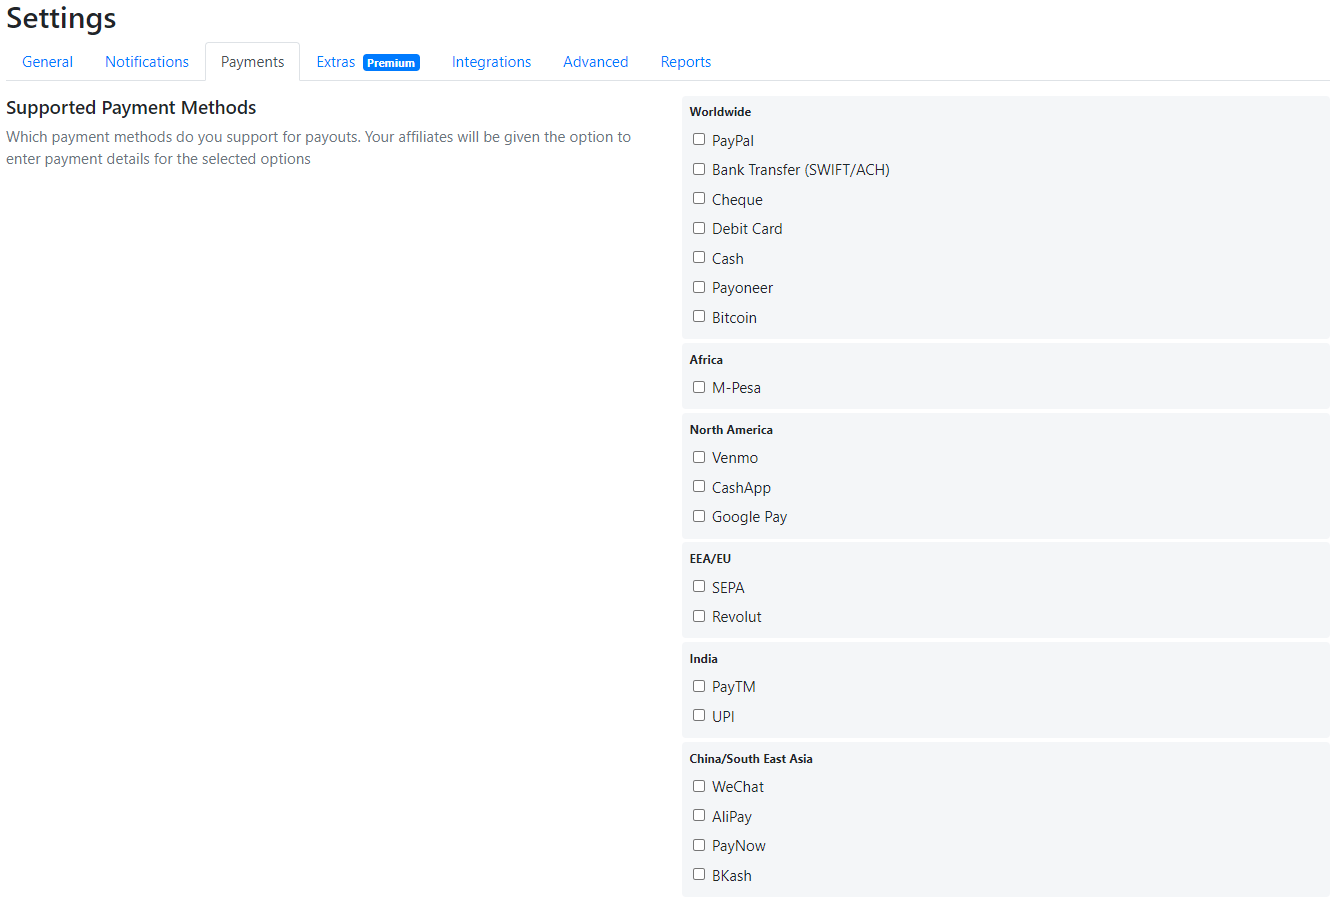 Settings
General Notifications Payments Extras Premium Integrations Advanced Reports
Supported Payment Methods
Which payment methods do you support for payouts. Your affiliates will be given the option to
enter payment details for the selected options
Worldwide
PayPal
Bank Transfer (SWIFT/ACH)
Cheque
Debit Card
Cash
Payoneer
Bitcoin
Africa
M-Pesa
North America
Venmo
CashApp
Google Pay
EEA/EU
SEPA
Revolut
India
PayTM
UPI
China/South East Asia
WeChat
AliPay
PayNow
BKash